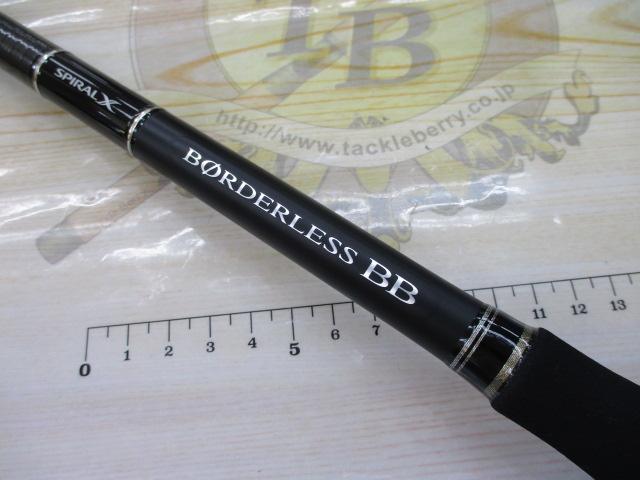 TB
http://www.tackleberry.co.jp
SPIRAL X
BØRDERLESS BB
0 1 2 3 4 5 6 7 11 12 13